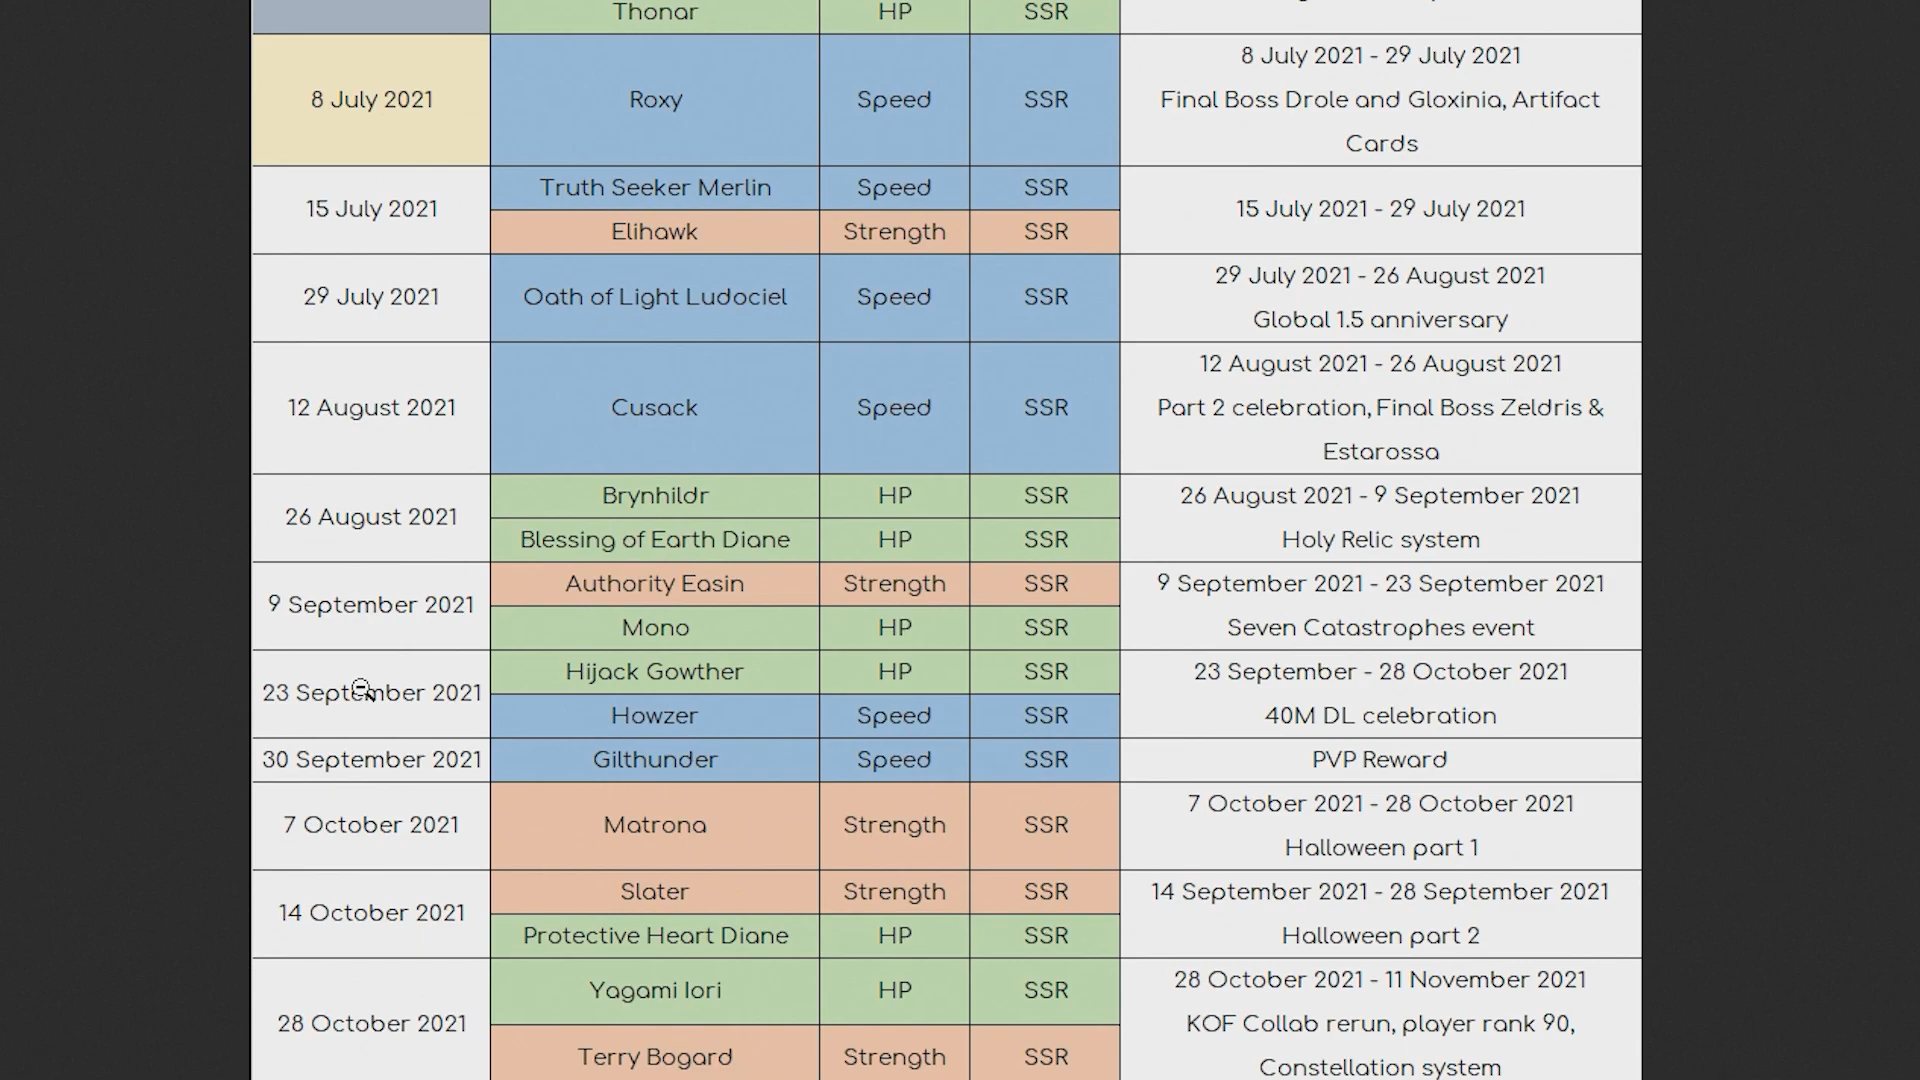 Thonar HP SSR
8 July 2021 Roxy Speed SSR 8 July 2021 - 29 July 2021
Final Boss Drole and Gloxinia, Artifact
Cards
15 July 2021 Truth Seeker Merlin Speed SSR 15 July 2021 - 29 July 2021
Elihawk Strength SSR
29 July 2021 Oath of Light Ludociel Speed SSR 29 July 2021 - 26 August 2021
Global 1.5 anniversary
12 August 2021 Cusack Speed SSR 12 August 2021 - 26 August 2021
Part 2 celebration, Final Boss Zeldris &
Estarossa
26 August 2021 Brynhildr HP SSR 26 August 2021 - 9 September 2021
Blessing of Earth Diane HP SSR Holy Relic system
9 September 2021 Authority Easin Strength SSR 9 September 2021 - 23 September 2021
Mono HP SSR Seven Catastrophes event
23 September 2021 Hijack Gowther HP SSR 23 September - 28 October 2021
Howzer Speed SSR 40M DL celebration
30 September 2021 Gilthunder Speed SSR PVP Reward
7 October 2021 Matrona Strength SSR 7 October 2021 - 28 October 2021
Halloween part 1
14 October 2021 Slater Strength SSR 14 September 2021 - 28 September 2021
Protective Heart Diane HP SSR Halloween part 2
28 October 2021 Yagami Iori HP SSR 28 October 2021 - 11 November 2021
KOF Collab rerun, player rank 90,
Terry Bogard Strength SSR Constellation system